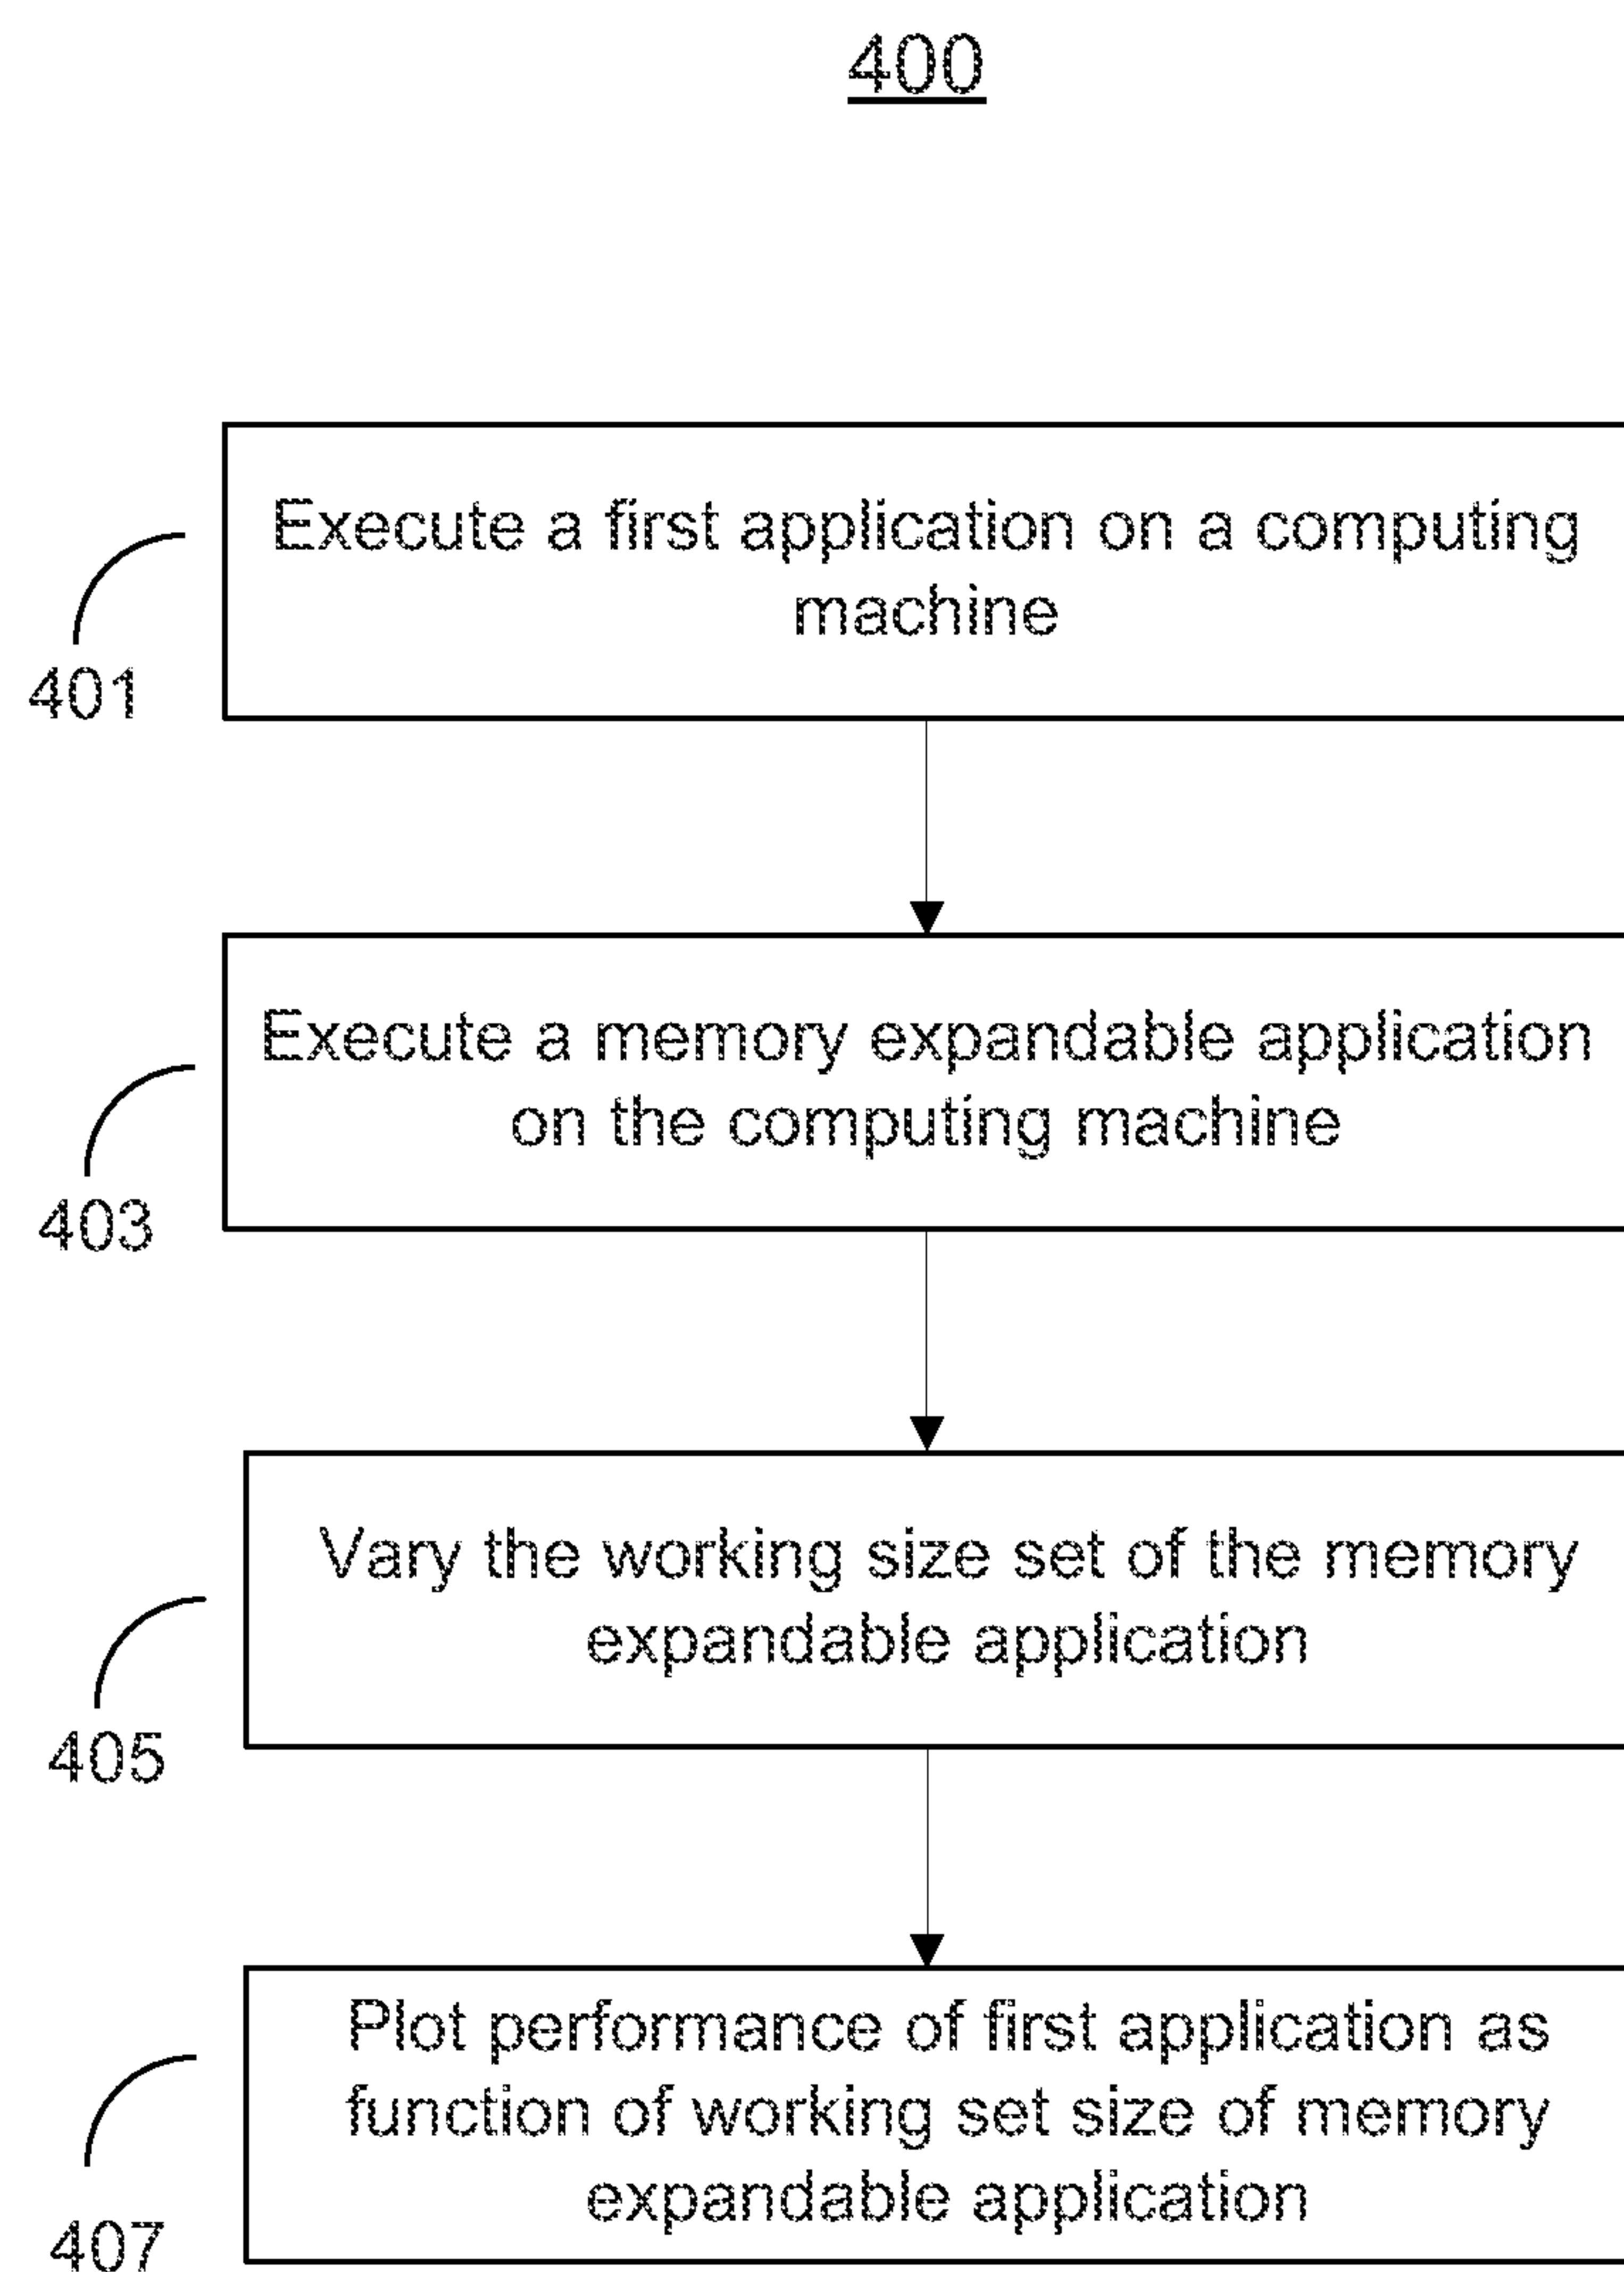 400
Execute a first application on a computing
machine
401
Execute a memory expandable application
on the computing machine
403
Vary the working size set of the memory
expandable application
405
Plot performance of first application as
function of working set size of memory
expandable application
407